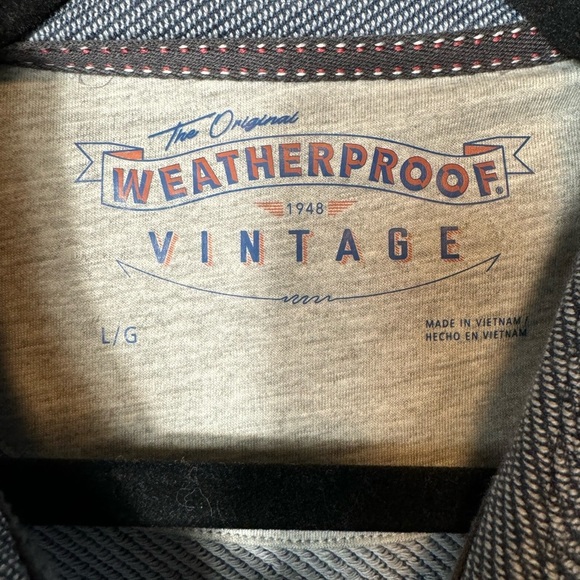 The Original
WEATHERPROOF®
1948
VINTAGE
L/G
MADE IN VIETNAM/
HECHO EN VIETNAM